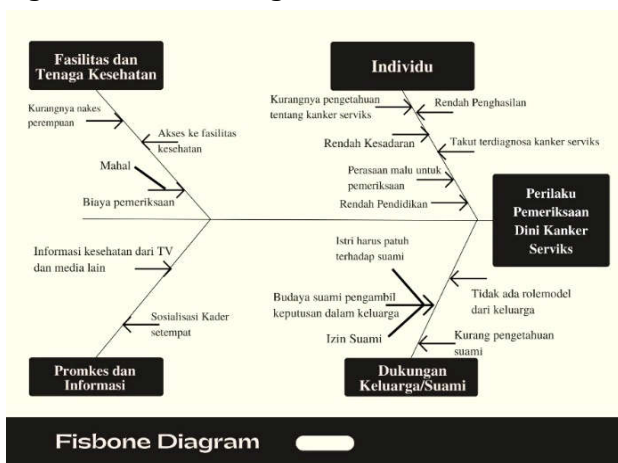 Fasilitas dan
Tenaga Kesehatan
Kurangnya nakes
perempuan
Akses ke fasilitas
kesehatan
Mahal
Biaya pemeriksaan
Individu
Kurangnya pengetahuan
tentang kanker serviks
Rendah Penghasilan
Rendah Kesadaran
Takut terdiagnosa kanker serviks
Perasaan malu untuk
pemeriksaan
Rendah Pendidikan
Perilaku
Pemeriksaan
Dini Kanker
Serviks
Informasi kesehatan dari TV
dan media lain
Sosialisasi Kader
setempat
Promkes dan
Informasi
Istri harus patuh
terhadap suami
Budaya suami pengambil
keputusan dalam keluarga
Izin Suami
Tidak ada rolemodel
dari keluarga
Kurang pengetahuan
suami
Dukungan
Keluarga/Suami
Fisbone Diagram